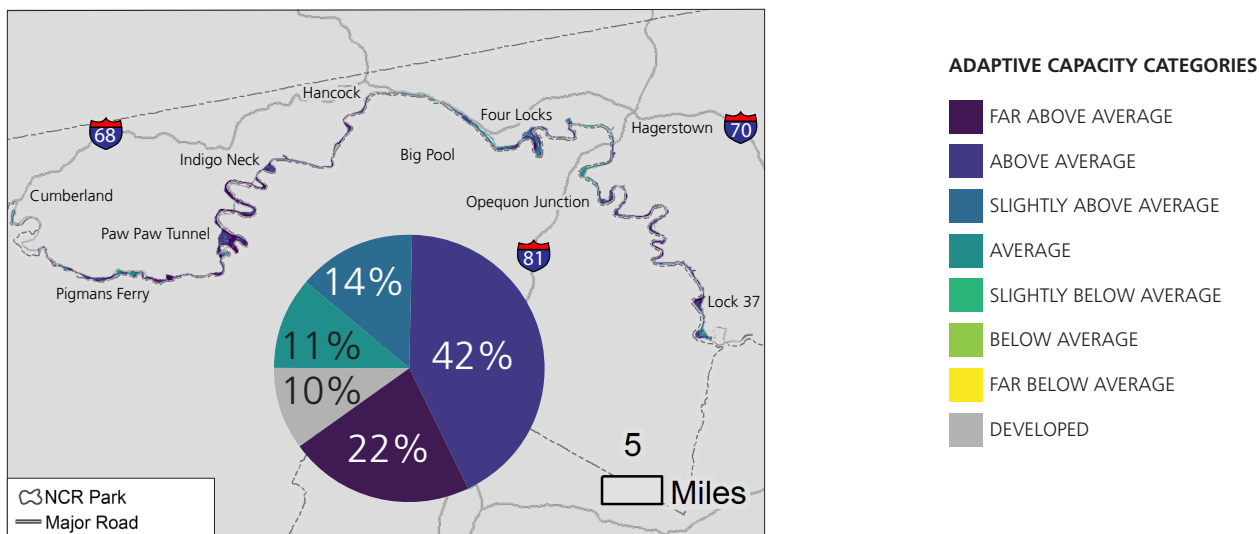 Hancock
Four Locks
68
Hagerstown
70
Big Pool
Indigo Neck
Cumberland
Opequon Junction
Paw Paw Tunnel
81
Pigmans Ferry
Lock 37
14%
11%
42%
10%
22%
5
Miles
NCR Park
Major Road
ADAPTIVE CAPACITY CATEGORIES
FAR ABOVE AVERAGE
ABOVE AVERAGE
SLIGHTLY ABOVE AVERAGE
AVERAGE
SLIGHTLY BELOW AVERAGE
BELOW AVERAGE
FAR BELOW AVERAGE
DEVELOPED